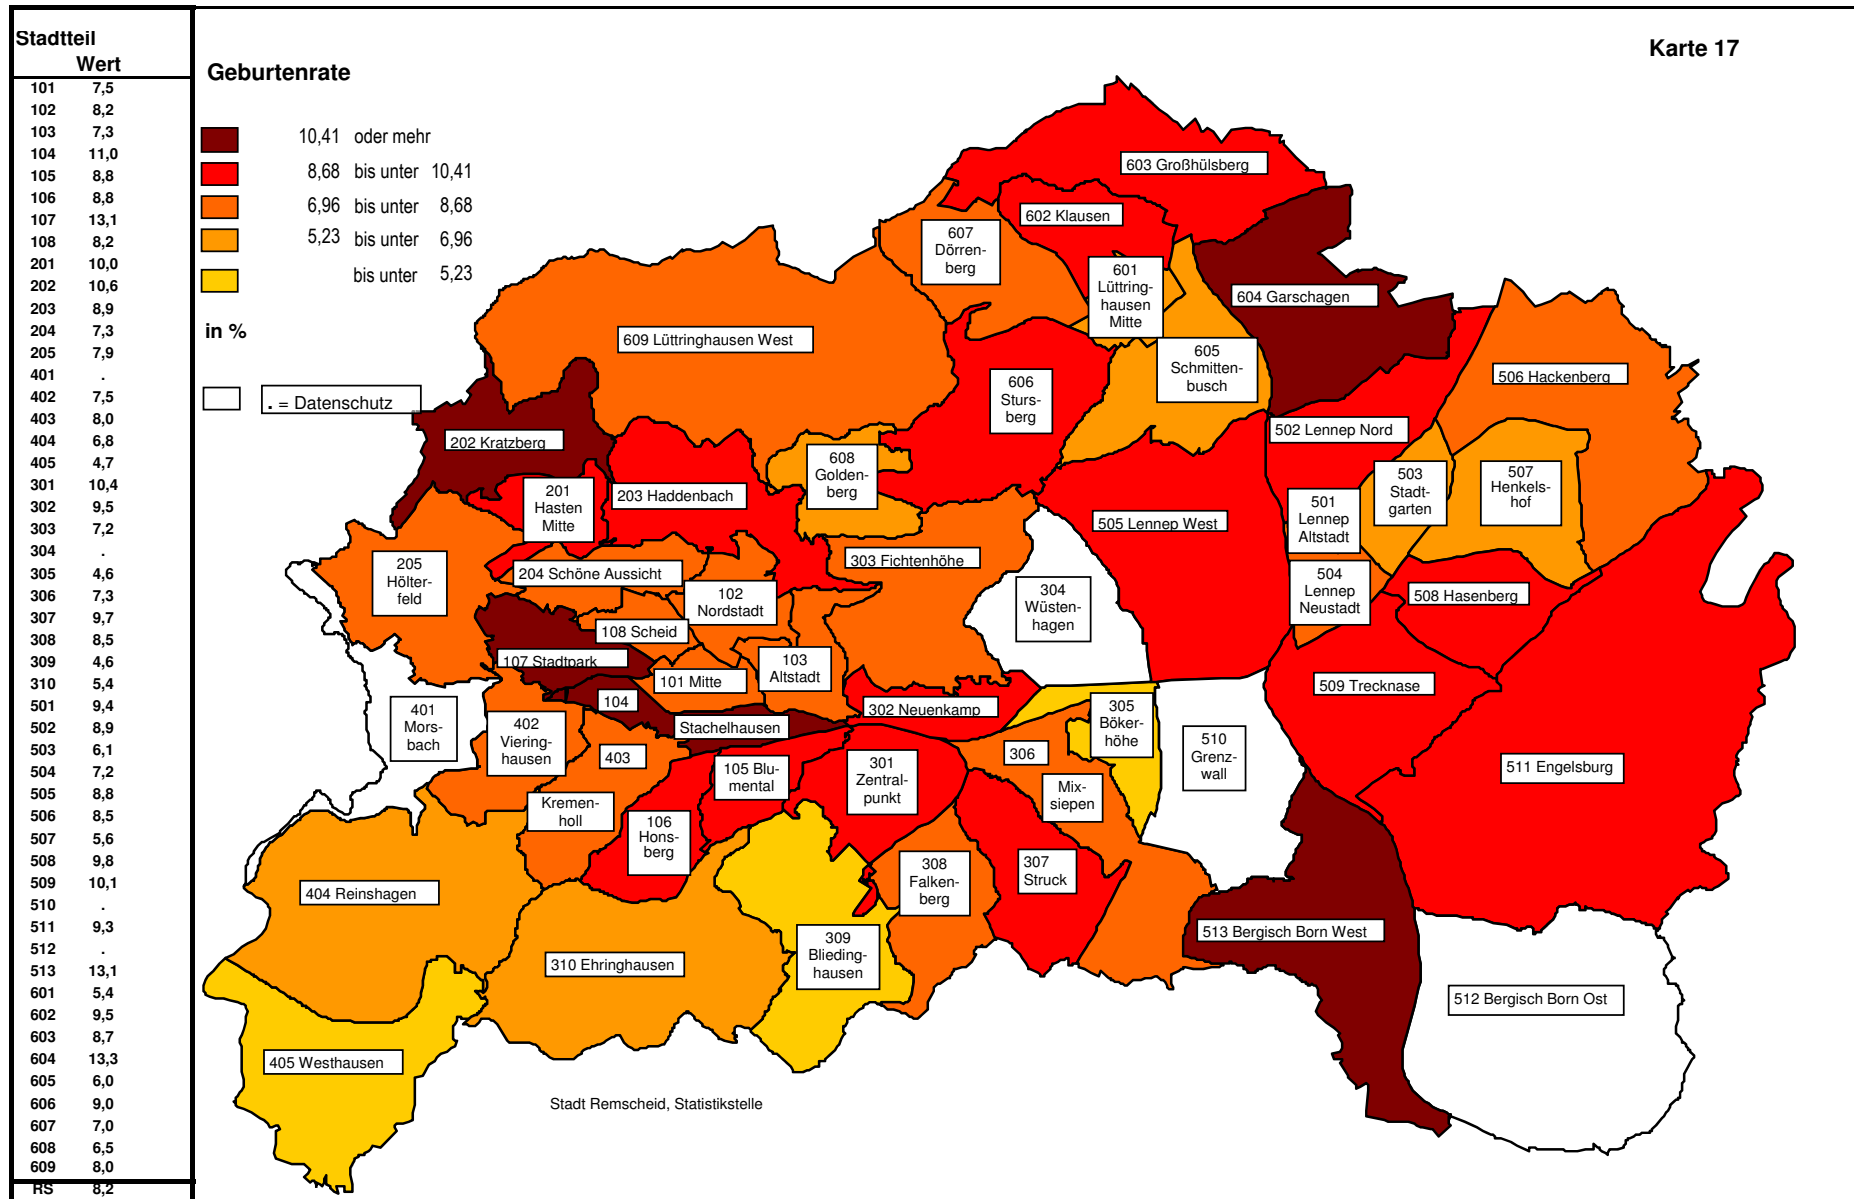 Stadtteil
Wert
101 7,5
102 8,2
103 7,3
104 11,0
105 8,8
106 8,8
107 13,1
108 8,2
201 10,0
202 10,6
203 8,9
204 7,3
205 7,9
401 .
402 7,5
403 8,0
404 6,8
405 4,7
301 10,4
302 9,5
303 7,2
304 .
305 4,6
306 7,3
307 9,7
308 8,5
309 4,6
310 5,4
501 9,4
502 8,9
503 6,1
504 7,2
505 8,8
506 8,5
507 5,6
508 9,8
509 10,1
510 .
511 9,3
512 .
513 13,1
601 5,4
602 9,5
603 8,7
604 13,3
605 6,0
606 9,0
607 7,0
608 6,5
609 8,0
RS 8,2
Karte 17
Geburtenrate
10,41 oder mehr
8,68 bis unter 10,41
6,96 bis unter 8,68
5,23 bis unter 6,96
bis unter 5,23
in %
. = Datenschutz
603 Großhülsberg
602 Klausen
607
Dörren-
berg
601
Lüttring-
hausen
Mitte
604 Garschagen
609 Lüttringhausen West
605
Schmitten-
busch
606
Sturs-
berg
506 Hackenberg
502 Lennep Nord
202 Kratzberg
608
Golden-
berg
503
Stadt-
garten
507
Henkels-
hof
201
Hasten
Mitte
203 Haddenbach
501
Lennep
Altstadt
505 Lennep West
303 Fichtenhöhe
205
Hölter-
feld
204 Schöne Aussicht
102
Nordstadt
304
Wüsten-
hagen
504
Lennep
Neustadt
508 Hasenberg
108 Scheid
107 Stadtpark
103
Altstadt
101 Mitte
509 Trecknase
104
Stachelhausen
302 Neuenkamp
305
Böker-
höhe
401
Mors-
bach
402
Viering-
hausen
403
Kremen-
holl
105 Blu-
mental
301
Zentral-
punkt
306
Mix-
siepen
510
Grenz-
wall
511 Engelsburg
106
Hons-
berg
307
Struck
308
Falken-
berg
404 Reinshagen
513 Bergisch Born West
309
Blieding-
hausen
310 Ehringhausen
512 Bergisch Born Ost
405 Westhausen
Stadt Remscheid, Statistikstelle